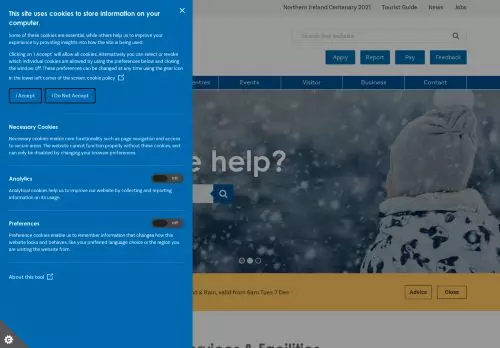 Northern Ireland Centenary 2021 Tourist Guide News Jobs
This site uses cookies to store information on your
computer.
Some of these cookies are essential, while others help us to improve your
experience by providing insights into how the site is being used.
Clicking on 'I Accept' will allow all cookies. Alternatively you can select or revoke
which individual cookies are allowed by using the preferences below and closing
the window off. These preferences can be changed at any time using the gear icon
in the lower left corner of the screen. cookie policy
I Accept I Do Not Accept
Necessary Cookies
Necessary cookies enable core functionality such as page navigation and access
to secure areas. The website cannot function properly without these cookies, and
can only be disabled by changing your browser preferences.
Analytics Off
Analytical cookies help us to improve our website by collecting and reporting
information on its usage.
Preferences Off
Preference cookies enable us to remember information that changes how this
website looks and behaves, like your preferred language choice or the region you
are visiting the website from.
About this tool
Search our website
Apply Report Pay Feedback
entres Events Visitor Business Contact
e help?
& Rain, valid from 6am Tues 7 Dec
Advice Close
rvices & Facilities